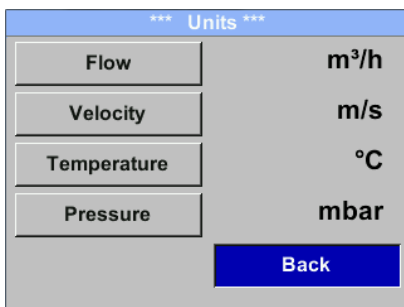 *** Units ***
Flow m³/h
Velocity m/s
Temperature °C
Pressure mbar
Back